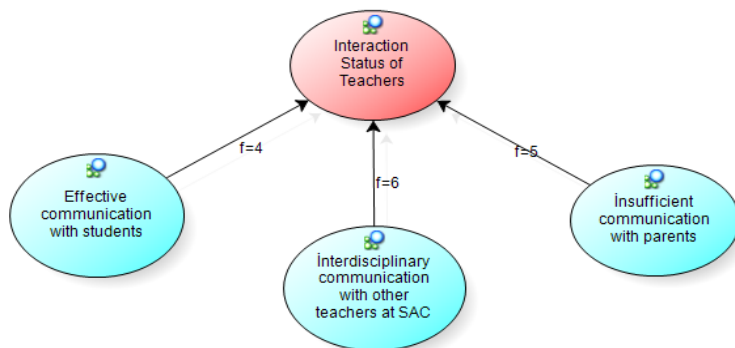 Interaction
Status of
Teachers
f=4
f=6
f=5
Effective
communication
with students
İnterdisciplinary
communication
with other
teachers at SAC
İnsufficient
communication
with parents